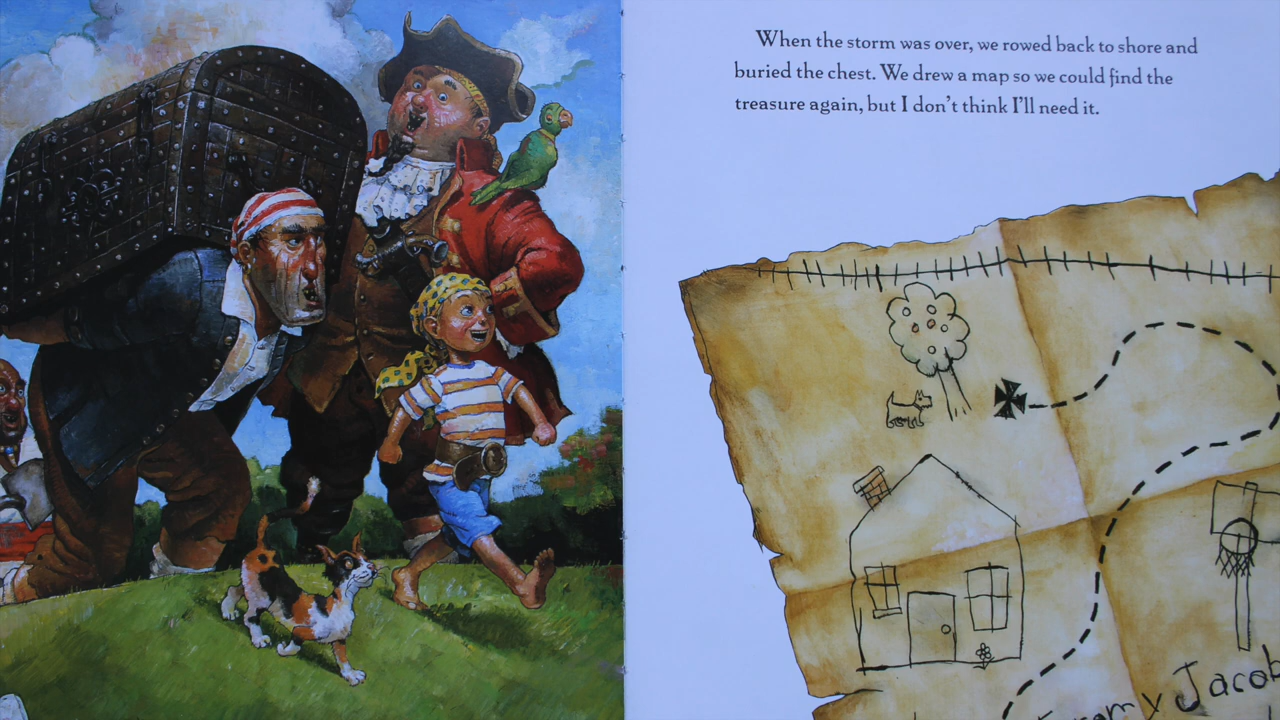 When the storm was over, we rowed back to shore and
buried the chest. We drew a map so we could find the
treasure again, but I don't think I'll need it.
Jacob